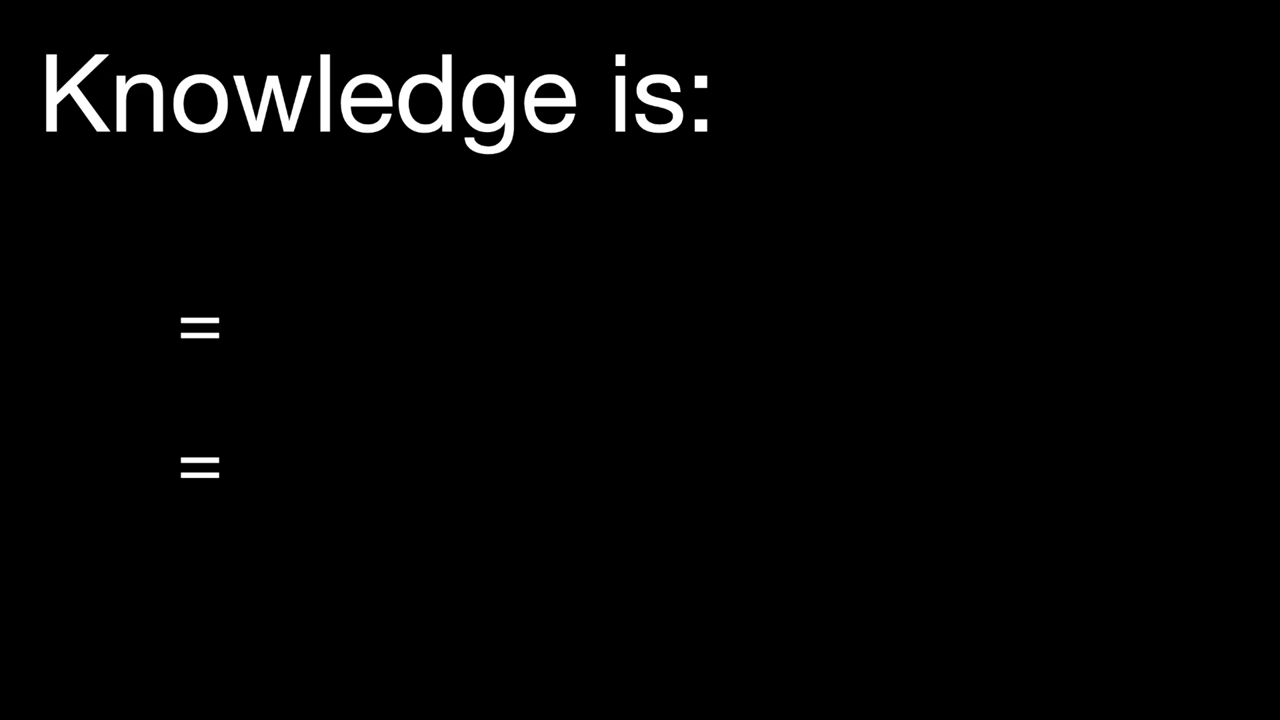 Knowledge is:
=
=